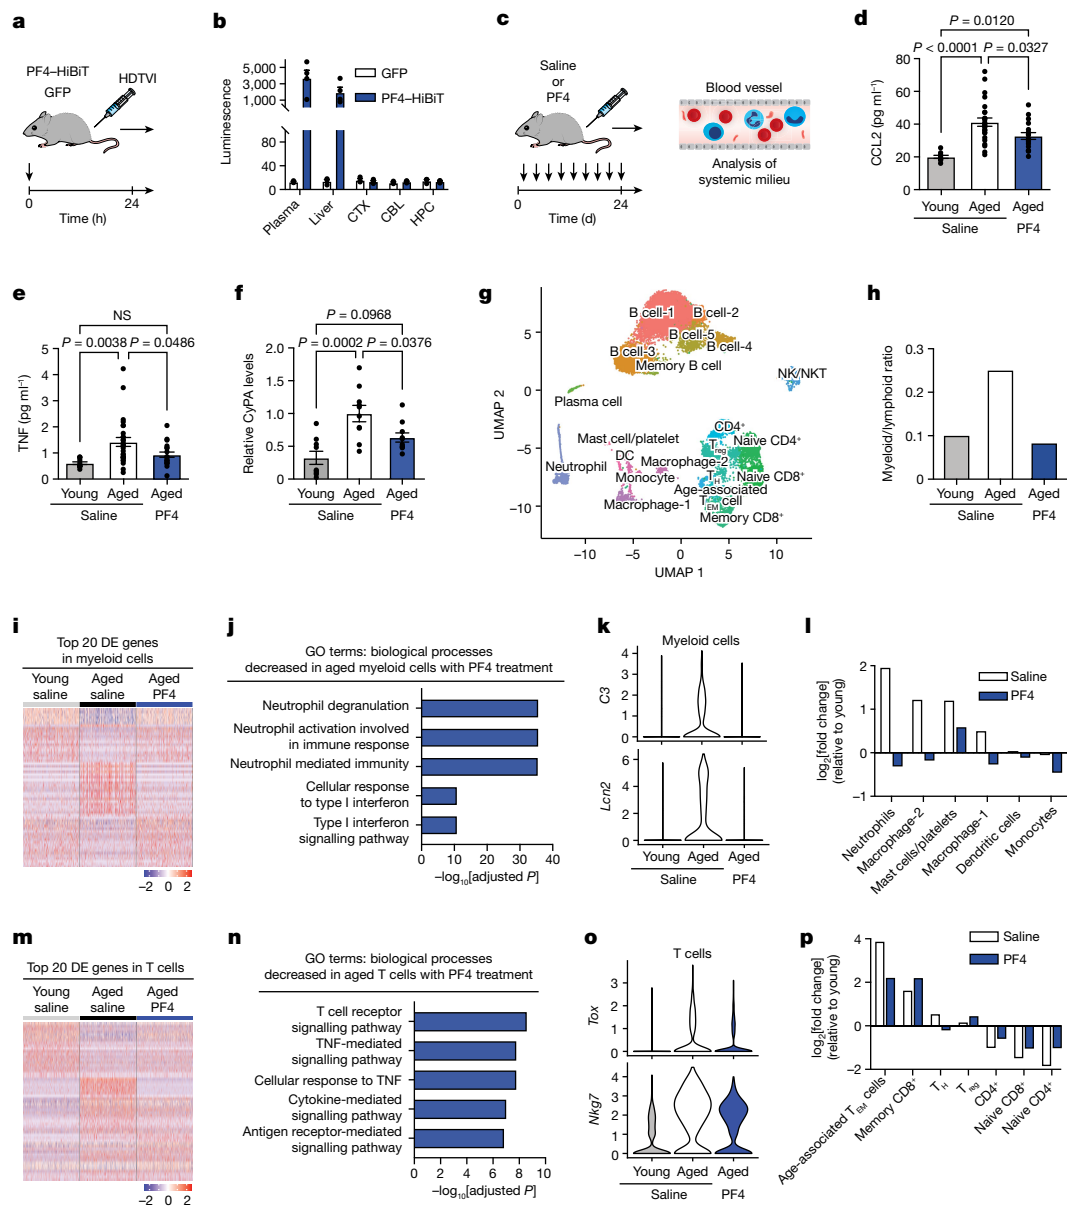 a
PF4–HiBiT
GFP
HDTVI
0
24
Time (h)
b
Luminescence
5,000
3,000
1,000
80
40
0
GFP
PF4–HiBiT
Plasma
Liver
CTX
CBL
HPC
c
Saline
or
PF4
0
24
Time (d)
Blood vessel
Analysis of
systemic milieu
d
P = 0.0120
P < 0.0001
P = 0.0327
CCL2 (pg ml⁻¹)
80
60
40
20
0
Young
Aged
Aged
Saline
PF4
e
NS
P = 0.0038
P = 0.0486
TNF (pg ml⁻¹)
5
4
3
2
1
0
Young
Aged
Aged
Saline
PF4
f
P = 0.0968
P = 0.0002
P = 0.0376
Relative CyPA levels
2.0
1.5
1.0
0.5
0
Young
Aged
Aged
Saline
PF4
g
UMAP 2
5
0
−5
−10
B cell-1
B cell-2
B cell-5
B cell-4
B cell-3
Memory B cell
NK/NKT
Plasma cell
CD4⁺
Mast cell/platelet
Treg
Naive CD4⁺
DC
Macrophage-2
Neutrophil
Monocyte
TH
Naive CD8⁺
Age-associated
Macrophage-1
TEM cell
Memory CD8⁺
−10
−5
0
5
10
UMAP 1
h
Myeloid/lymphoid ratio
0.3
0.2
0.1
0
Young
Aged
Aged
Saline
PF4
i
Top 20 DE genes
in myeloid cells
Young
saline
Aged
saline
Aged
PF4
−2
0
2
j
GO terms: biological processes
decreased in aged myeloid cells with PF4 treatment
Neutrophil degranulation
Neutrophil activation involved
in immune response
Neutrophil mediated immunity
Cellular response
to type I interferon
Type I interferon
signalling pathway
0
10
20
30
40
−log₁₀[adjusted P]
k
Myeloid cells
C3
3
2
1
0
Lcn2
6
4
2
0
Young
Aged
Aged
Saline
PF4
l
log₂[fold change]
(relative to young)
2
1
0
−1
Saline
PF4
Neutrophils
Macrophage-2
Mast cells/platelets
Macrophage-1
Dendritic cells
Monocytes
m
Top 20 DE genes in T cells
Young
saline
Aged
saline
Aged
PF4
−2
0
2
n
GO terms: biological processes
decreased in aged T cells with PF4 treatment
T cell receptor
signalling pathway
TNF-mediated
signalling pathway
Cellular response to TNF
Cytokine-mediated
signalling pathway
Antigen receptor-mediated
signalling pathway
0
2
4
6
8
10
−log₁₀[adjusted P]
o
T cells
Tox
3
2
1
0
Nkg7
4
3
2
1
0
Young
Aged
Aged
Saline
PF4
p
log₂[fold change]
(relative to young)
4
2
0
−2
Saline
PF4
Age-associated TEM cells
Memory CD8⁺
TH
Treg
CD4⁺
Naive CD8⁺
Naive CD4⁺